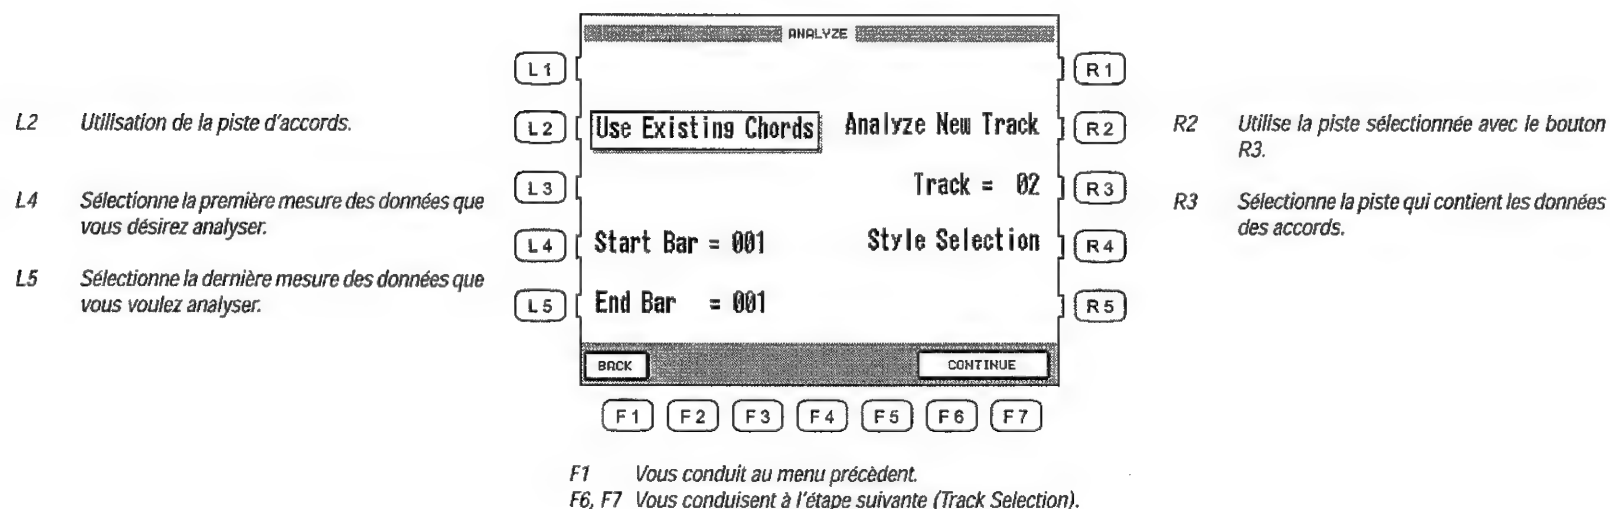 ANALYZE
L1
R1
L2 Utilisation de la piste d'accords.
L2
Use Existing Chords
Analyze New Track
R2
R2 Utilise la piste sélectionnée avec le bouton
R3.
L3
Track = 02
R3
R3 Sélectionne la piste qui contient les données
des accords.
L4 Sélectionne la première mesure des données que
vous désirez analyser.
L4
Start Bar = 001
Style Selection
R4
L5 Sélectionne la dernière mesure des données que
vous voulez analyser.
L5
End Bar = 001
R5
BACK
CONTINUE
F1 F2 F3 F4 F5 F6 F7
F1 Vous conduit au menu précèdent.
F6, F7 Vous conduisent à l'étape suivante (Track Selection).